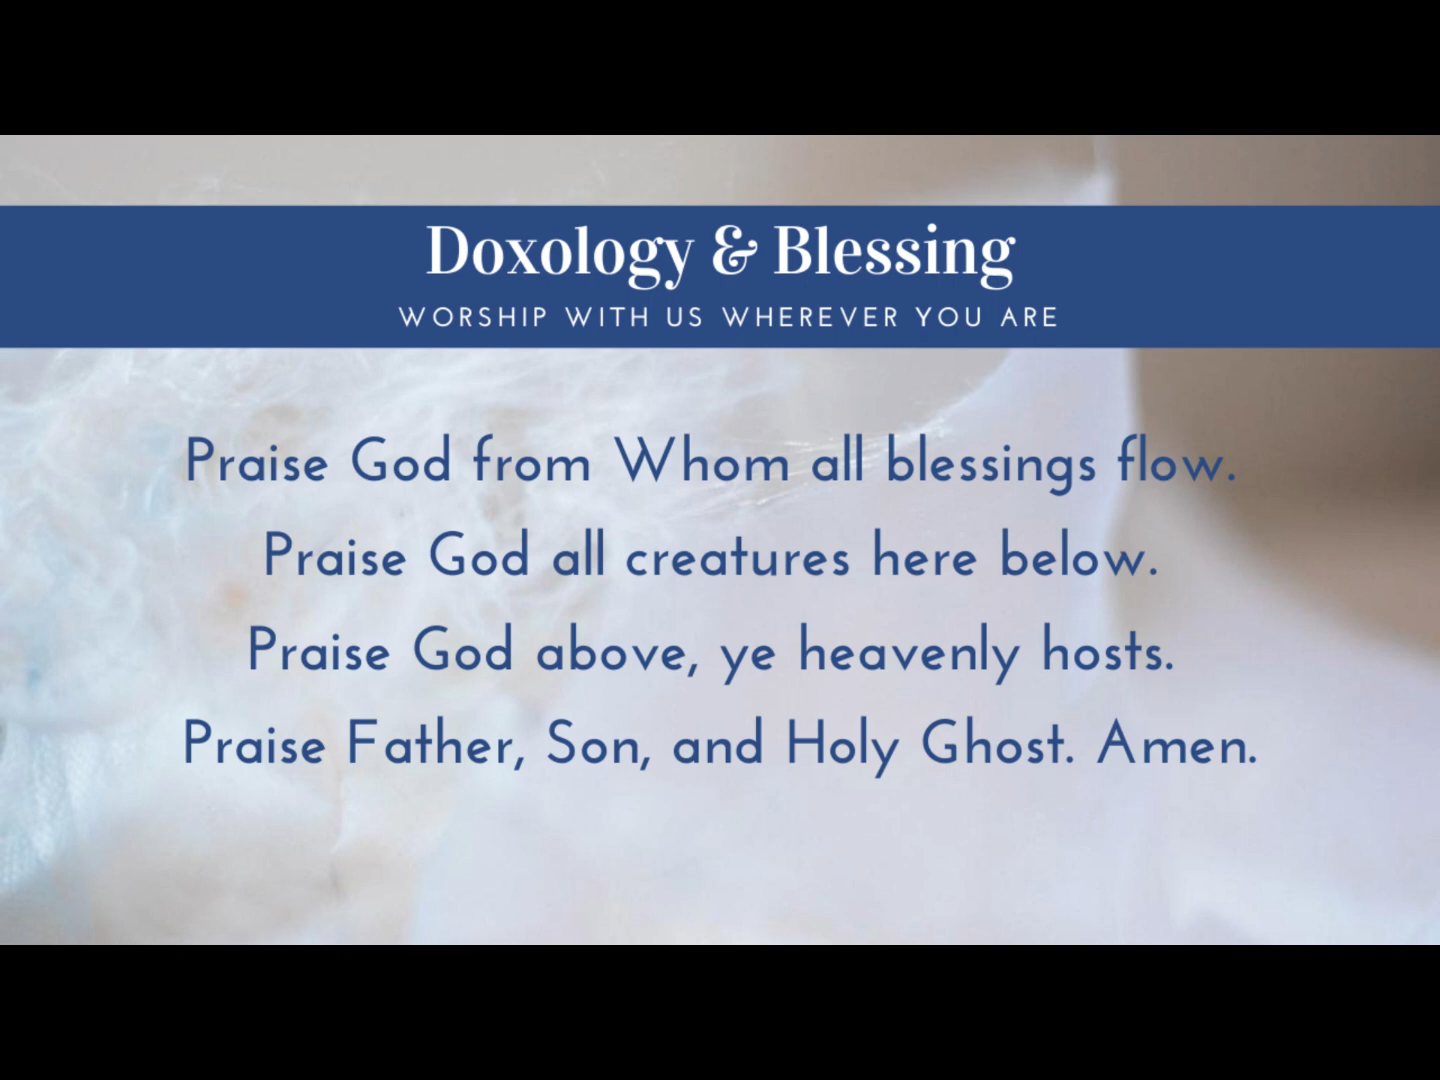 Doxology & Blessing
WORSHIP WITH US WHEREVER YOU ARE
Praise God from Whom all blessings flow.
Praise God all creatures here below.
Praise God above, ye heavenly hosts.
Praise Father, Son, and Holy Ghost. Amen.